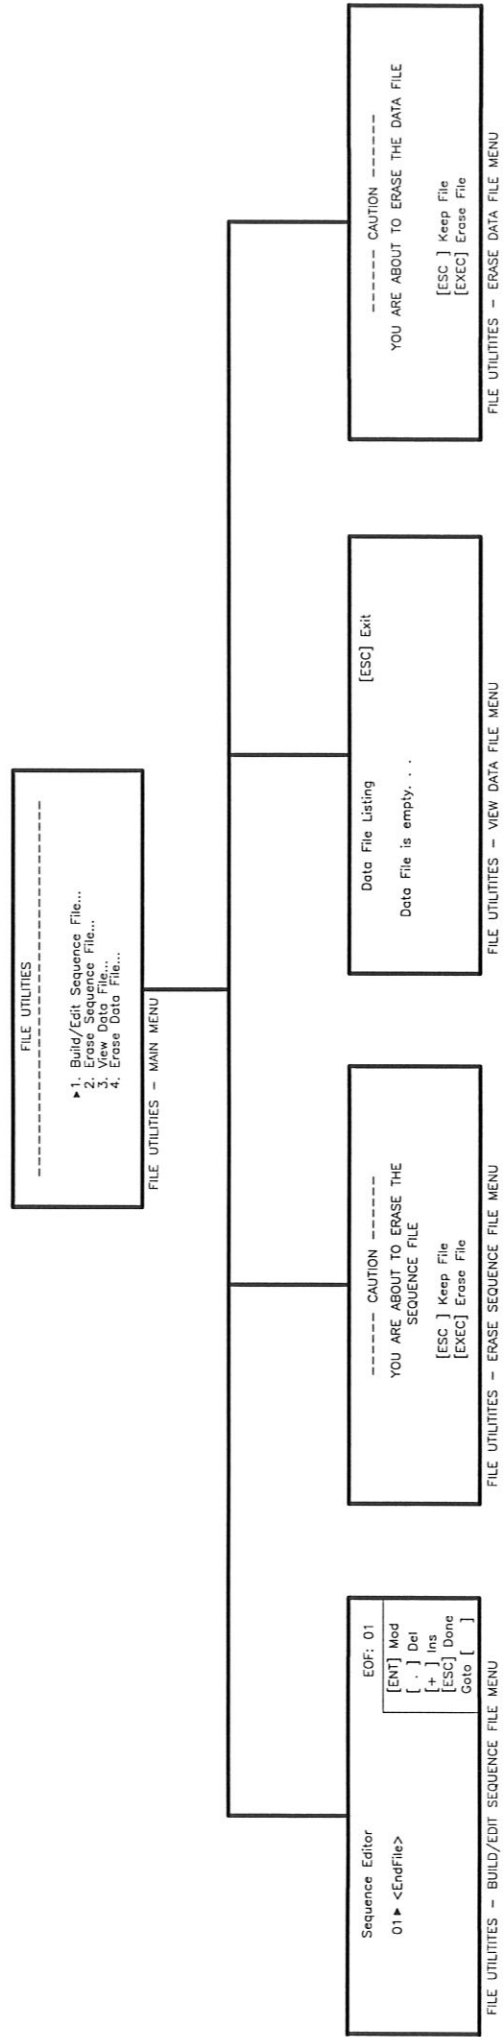 FILE UTILITIES
------------------------------------------
►1. Build/Edit Sequence File...
2. Erase Sequence File...
3. View Data File...
4. Erase Data File...
FILE UTILITIES - MAIN MENU
Sequence Editor EOF: 01
01► <EndFile>
[ENT] Mod
[ . ] Del
[+ ] Ins
[ESC] Done
Goto [ ]
FILE UTILITITES - BUILD/EDIT SEQUENCE FILE MENU
------ CAUTION ------
YOU ARE ABOUT TO ERASE THE
SEQUENCE FILE
[ESC ] Keep File
[EXEC] Erase File
FILE UTILITITES - ERASE SEQUENCE FILE MENU
Data File Listing [ESC] Exit
Data File is empty. . .
FILE UTILITITES - VIEW DATA FILE MENU
------ CAUTION ------
YOU ARE ABOUT TO ERASE THE DATA FILE
[ESC ] Keep File
[EXEC] Erase File
FILE UTILITITES - ERASE DATA FILE MENU